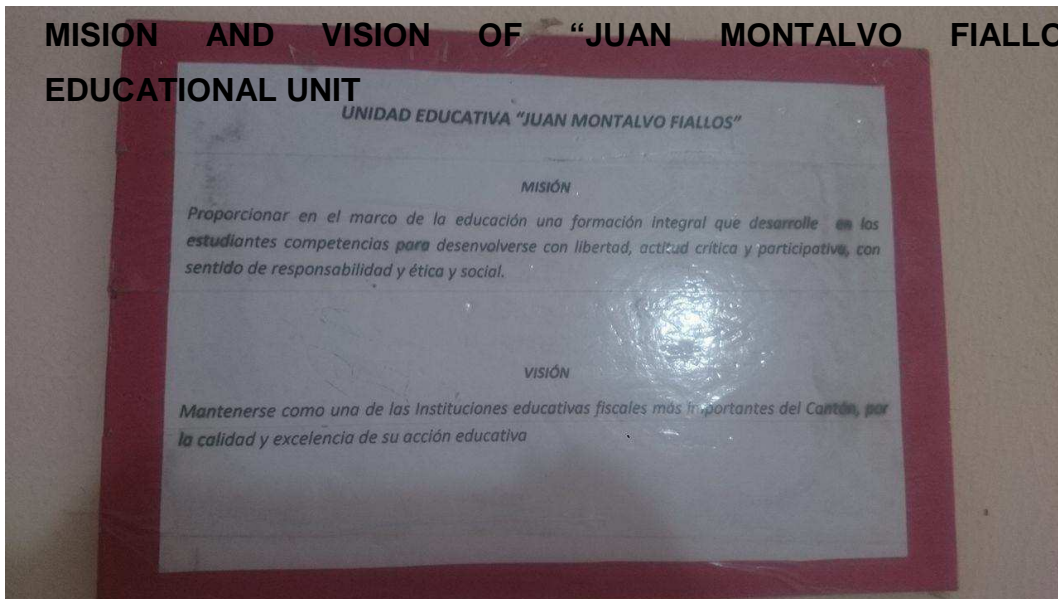 MISION AND VISION OF “JUAN MONTALVO FIALLO
EDUCATIONAL UNIT
UNIDAD EDUCATIVA “JUAN MONTALVO FIALLOS”
MISIÓN
Proporcionar en el marco de la educación una formación integral que desarrolle en los
estudiantes competencias para desenvolverse con libertad, actitud crítica y participativa, con
sentido de responsabilidad y ética y social.
VISIÓN
Mantenerse como una de las Instituciones educativas fiscales más importantes del Cantón, por
la calidad y excelencia de su acción educativa